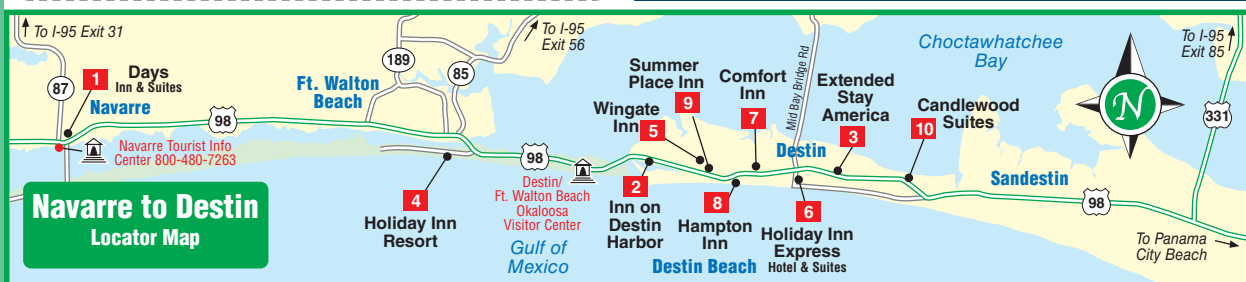 To I-95 Exit 31
To I-95
Exit 56
To I-95
Exit 85
Choctawhatchee
Bay
N
87
1
Days
Inn & Suites
Navarre
98
Navarre Tourist Info
Center 800-480-7263
189
85
Ft. Walton
Beach
Summer
Place Inn
9
Wingate
Inn
5
Comfort
Inn
7
Mid Bay Bridge Rd
Extended
Stay
America
3
Destin
Candlewood
Suites
10
331
Sandestin
98
98
4
Holiday Inn
Resort
Destin/
Ft. Walton Beach
Okaloosa
Visitor Center
Gulf of
Mexico
2
Inn on
Destin
Harbor
8
Hampton
Inn
6
Holiday Inn
Express
Hotel & Suites
Destin Beach
To Panama
City Beach
Navarre to Destin
Locator Map